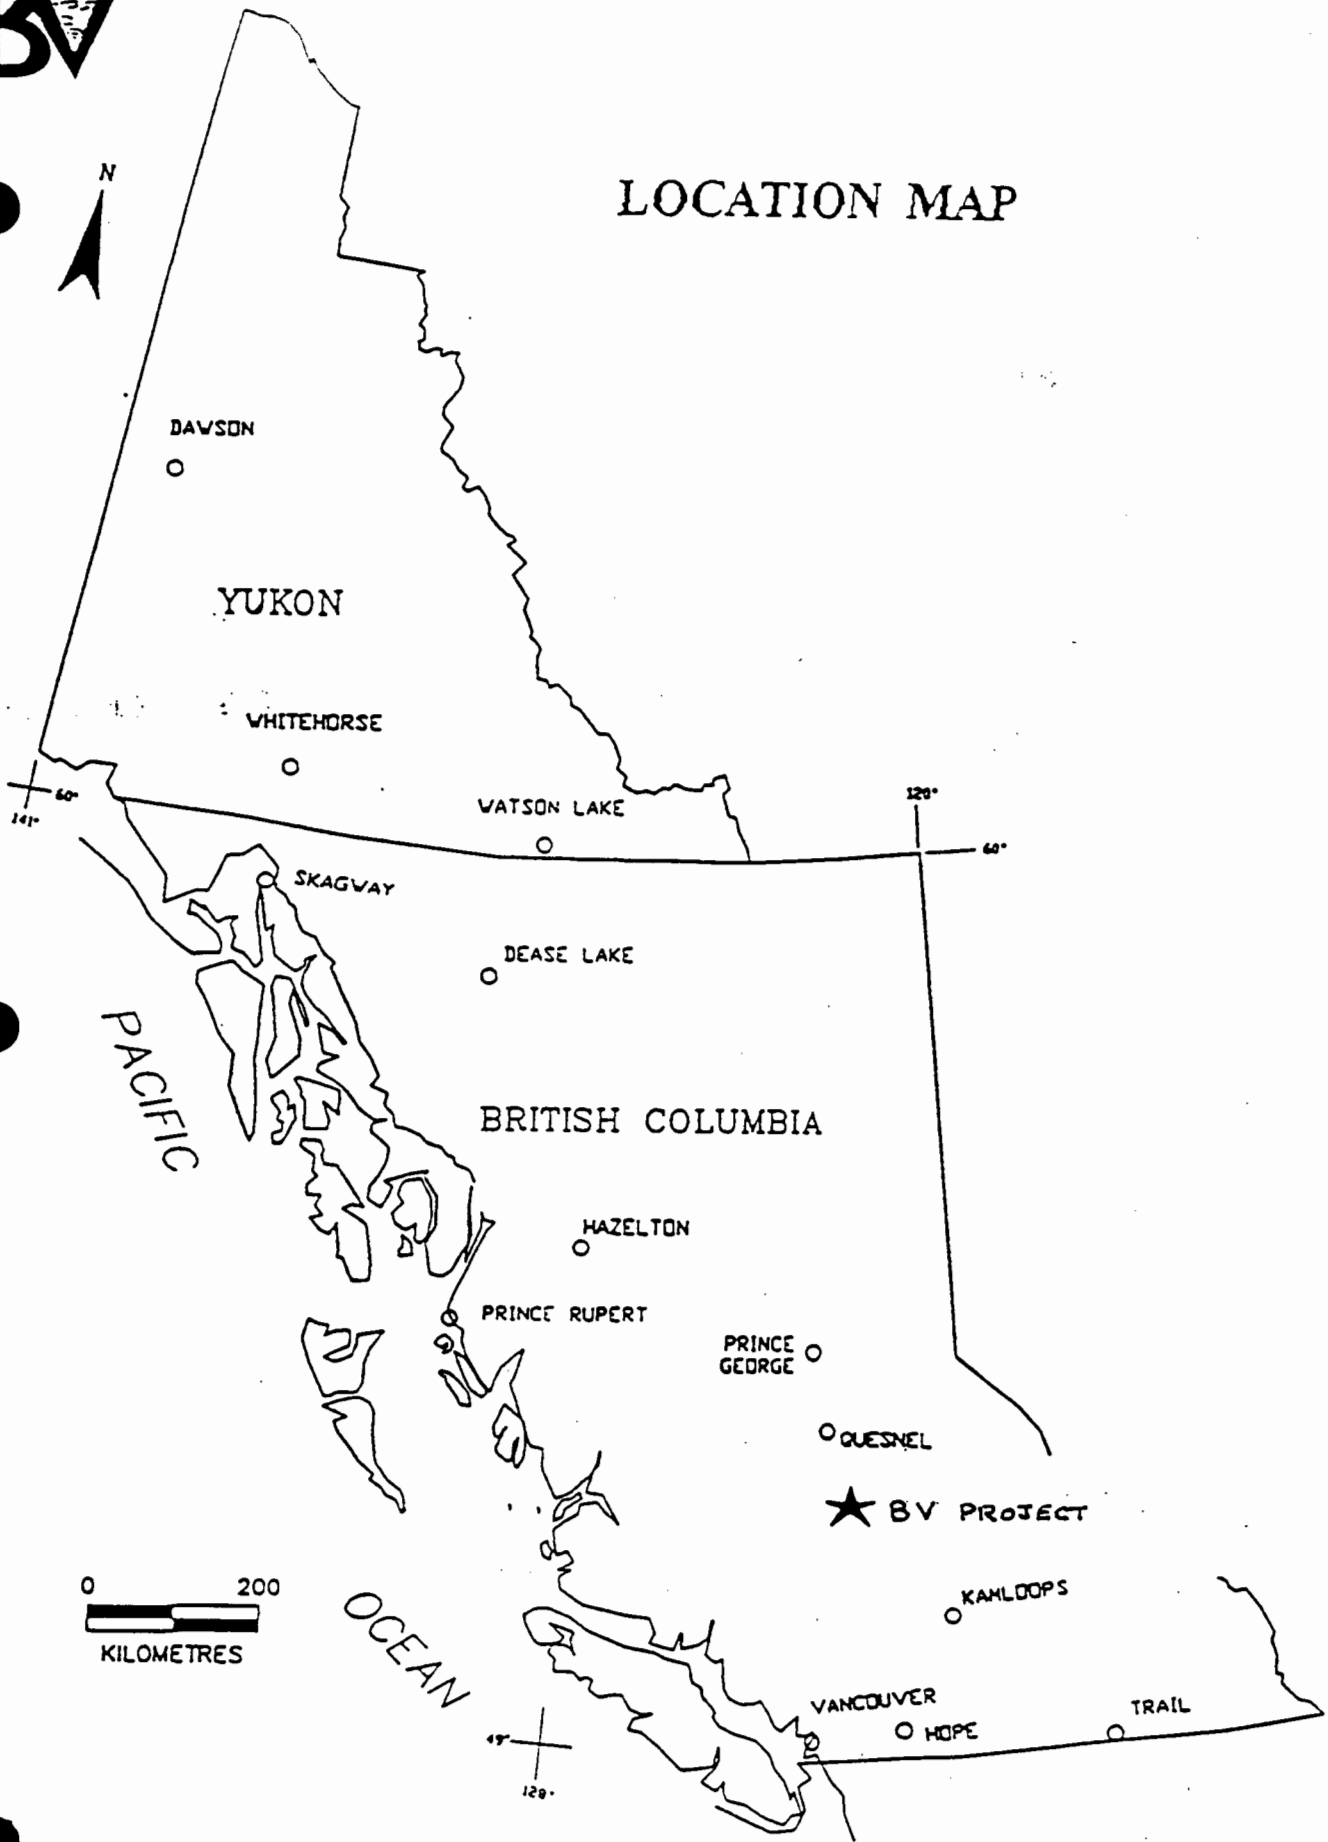 BV
N
LOCATION MAP
DAWSON
YUKON
WHITEHORSE
60°
141°
WATSON LAKE
120°
60°
SKAGWAY
DEASE LAKE
PACIFIC
BRITISH COLUMBIA
HAZELTON
PRINCE RUPERT
PRINCE
GEORGE
QUESNEL
BV PROJECT
0 200
KILOMETRES
OCEAN
KAMLOOPS
VANCOUVER
HOPE
TRAIL
49°
128°